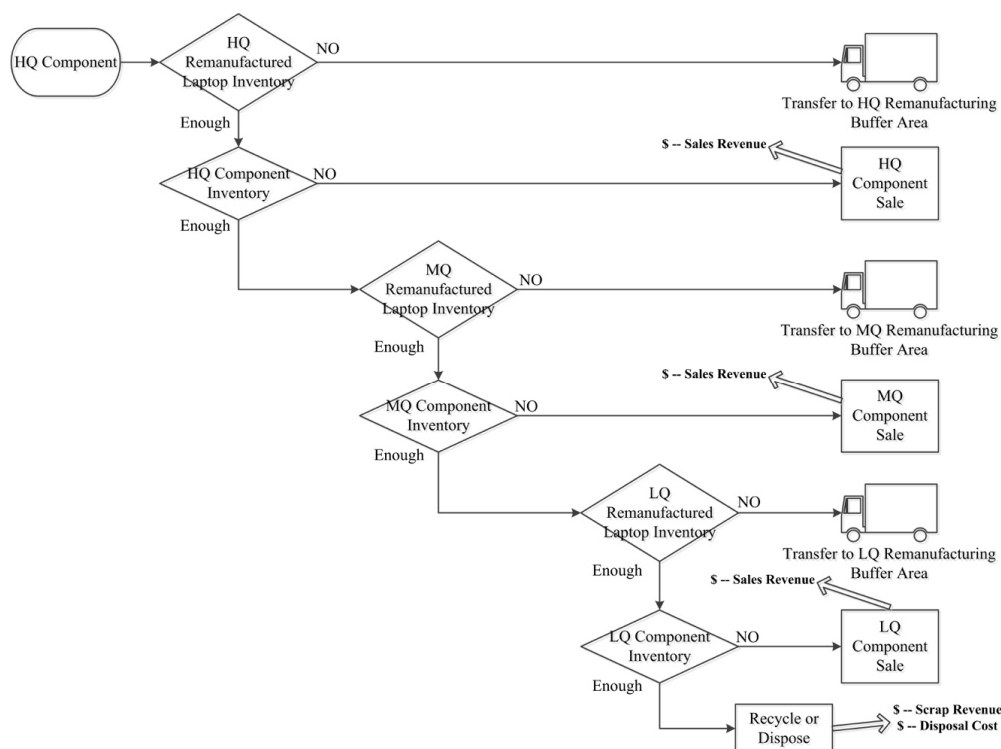 HQ Component
HQ
Remanufactured
Laptop Inventory
NO
Transfer to HQ Remanufacturing
Buffer Area
Enough
HQ Component
Inventory
NO
$ -- Sales Revenue
HQ
Component
Sale
Enough
MQ
Remanufactured
Laptop Inventory
NO
Transfer to MQ Remanufacturing
Buffer Area
Enough
MQ Component
Inventory
NO
$ -- Sales Revenue
MQ
Component
Sale
Enough
LQ
Remanufactured
Laptop Inventory
NO
Transfer to LQ Remanufacturing
Buffer Area
Enough
$ -- Sales Revenue
LQ Component
Inventory
NO
LQ
Component
Sale
Enough
Recycle or
Dispose
$ -- Scrap Revenue
$ -- Disposal Cost